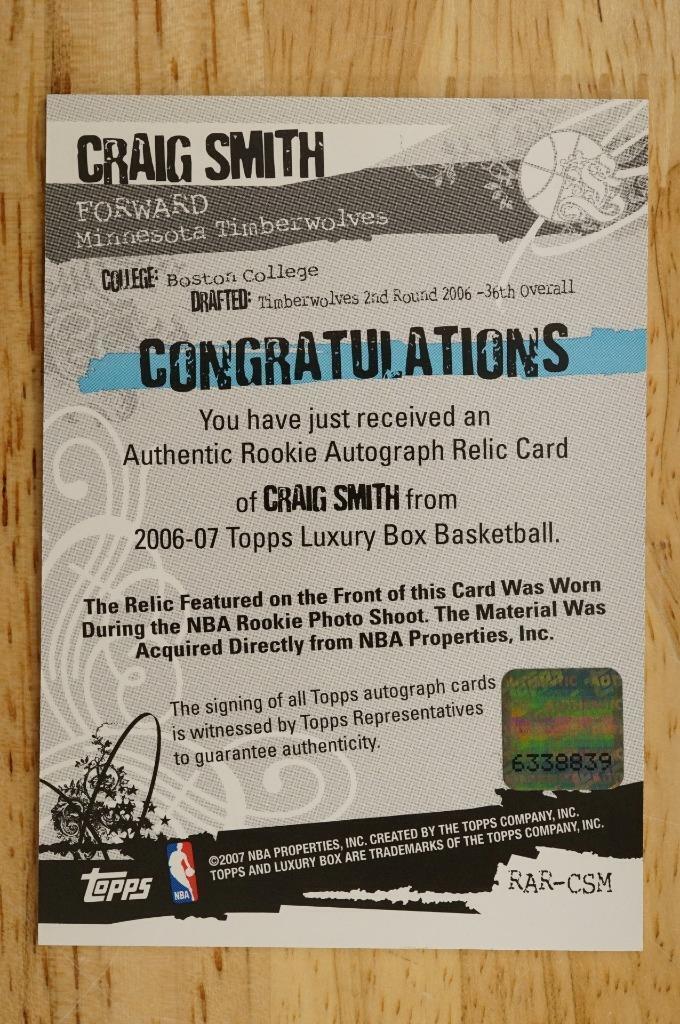 CRAIG SMITH
FORWARD
Minnesota Timberwolves
COLLEGE: Boston College
DRAFTED: Timberwolves 2nd Round 2006 -36th Overall
CONGRATULATIONS
You have just received an
Authentic Rookie Autograph Relic Card
of CRAIG SMITH from
2006-07 Topps Luxury Box Basketball.
The Relic Featured on the Front of this Card Was Worn
During the NBA Rookie Photo Shoot. The Material Was
Acquired Directly from NBA Properties, Inc.
The signing of all Topps autograph cards
is witnessed by Topps Representatives
to guarantee authenticity.
6338839
©2007 NBA PROPERTIES, INC. CREATED BY THE TOPPS COMPANY, INC.
TOPPS AND LUXURY BOX ARE TRADEMARKS OF THE TOPPS COMPANY, INC.
topps
NBA
RAR-CSM